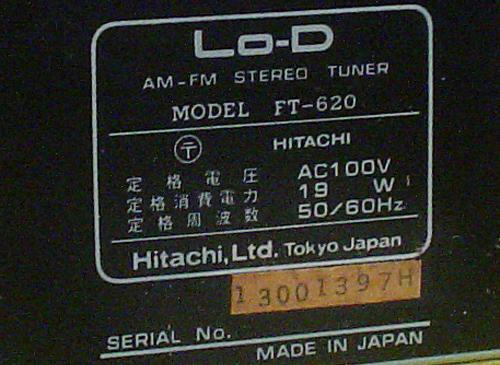 Lo-D
AM-FM STEREO TUNER
MODEL FT-620
〒 HITACHI
定格電圧 AC100V
定格消費電力 19 W
定格周波数 50/60Hz
Hitachi, Ltd. Tokyo Japan
13001397H
SERIAL No.
MADE IN JAPAN